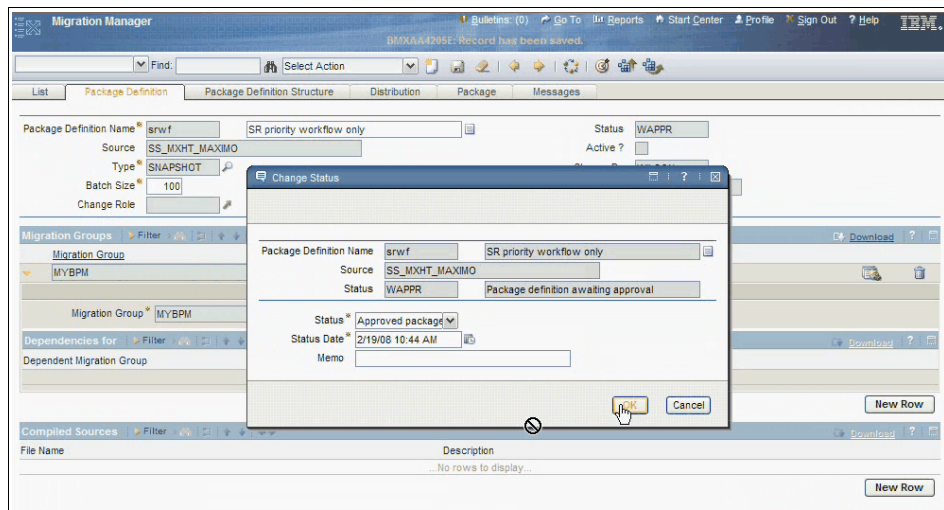 Migration Manager
Bulletins: (0) Go To Reports Start Center Profile Sign Out ? Help IBM.
BMXAA4205E: Record has been saved.
Find: Select Action
List Package Definition Package Definition Structure Distribution Package Messages
Package Definition Name* srwf SR priority workflow only Status WAPPR
Source SS_MXHT_MAXIMO Active ?
Type* SNAPSHOT
Batch Size* 100
Change Role
Change Status ?
Package Definition Name srwf SR priority workflow only
Source SS_MXHT_MAXIMO
Status WAPPR Package definition awaiting approval
Status* Approved package
Status Date* 2/19/08 10:44 AM
Memo
OK Cancel
Migration Groups Filter Download ?
Migration Group
MYBPM
Migration Group* MYBPM
Dependencies for Filter Download ?
Dependent Migration Group
New Row
Compiled Sources Filter Download ?
File Name Description
...No rows to display...
New Row